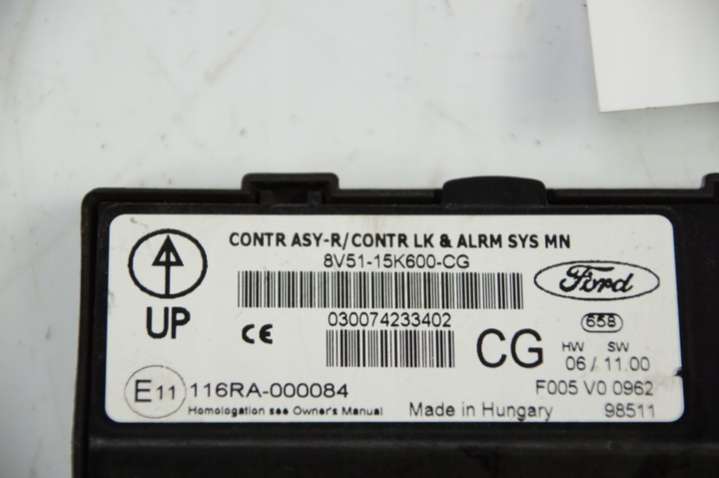 CONTR ASY-R/CONTR LK & ALRM SYS MN
8V51-15K600-CG
Ford
UP
CE
030074233402
CG
658
HW SW
06 / 11.00
E11 116RA-000084
F005 V0 0962
Homologation see Owner's Manual
Made in Hungary
98511